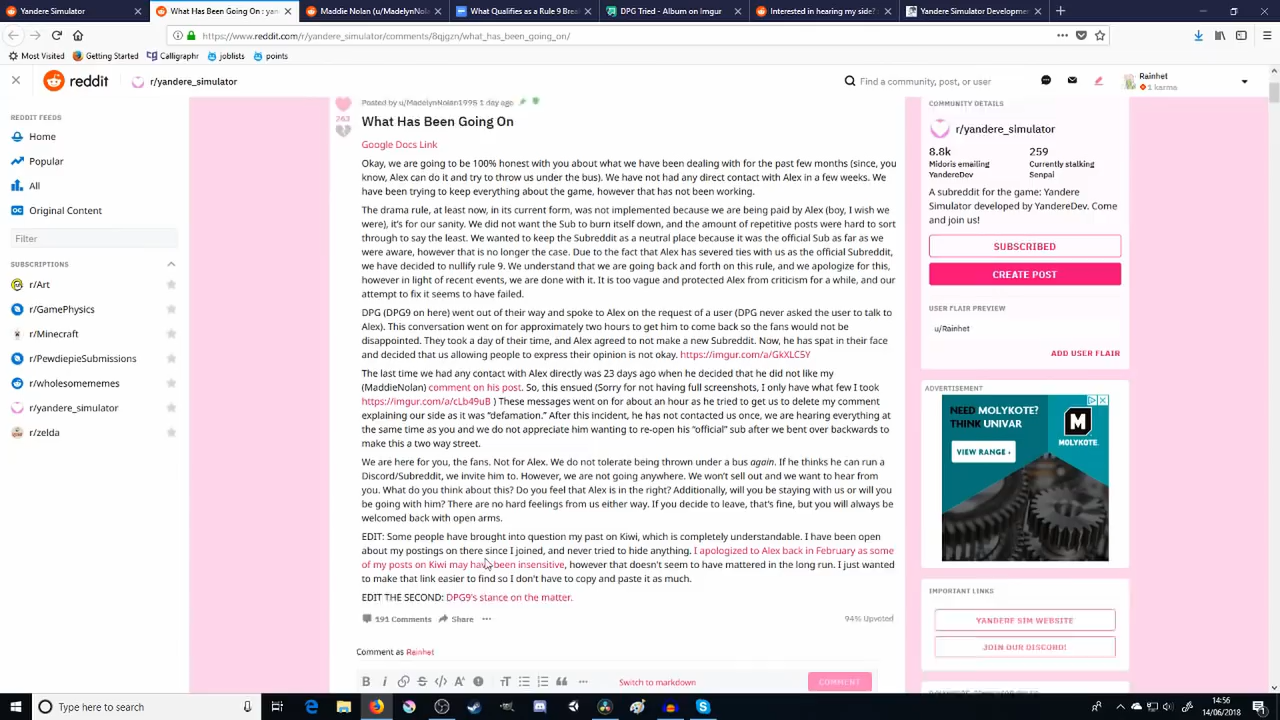 Yandere Simulator
What Has Been Going On : yan
Maddie Nolan (u/MadelynNola
What Qualifies as a Rule 9 Brea
DPG Titol - Album on Imgur
Interested in hearing my side?
Yandere Simulator Developme
https://www.reddit.com/r/yandere_simulator/comments/8qjgzn/what_has_been_going_on/
Most Visited
Getting Started
Calligraphr
joblists
points
reddit
r/yandere_simulator
Find a community, post, or user
Rainhet
1 karma
REDDIT FEEDS
Home
Popular
All
Original Content
Filter
SUBSCRIPTIONS
r/Art
r/GamePhysics
r/Minecraft
r/PewdiepieSubmissions
r/wholesomememes
r/yandere_simulator
r/zelda
763
Posted by u/MadelynNolan1995 1 day ago
What Has Been Going On
Google Docs Link
Okay, we are going to be 100% honest with you about what we have been dealing with for the past few months (since, you
know, Alex can do it and try to throw us under the bus). We have not had any direct contact with Alex in a few weeks. We
have been trying to keep everything about the game, however that has not been working.
The drama rule, at least now, in its current form, was not implemented because we are being paid by Alex (boy, I wish we
were), it's for our sanity. We did not want the Sub to burn itself down, and the amount of repetitive posts were hard to sort
through to say the least. We wanted to keep the Subreddit as a neutral place because it was the official Sub as far as we
were aware, however that is no longer the case. Due to the fact that Alex has severed ties with us as the official Subreddit,
we have decided to nullify rule 9. We understand that we are going back and forth on this rule, and we apologize for this,
however in light of recent events, we are done with it. It is too vague and protected Alex from criticism for a while, and our
attempt to fix it seems to have failed.
DPG (DPG9 on here) went out of their way and spoke to Alex on the request of a user (DPG never asked the user to talk to
Alex). This conversation went on for approximately two hours to get him to come back so the fans would not be
disappointed. They took a day of their time, and Alex agreed to not make a new Subreddit. Now, he has spat in their face
and decided that us allowing people to express their opinion is not okay. https://imgur.com/a/GkXLC5Y
The last time we had any contact with Alex directly was 23 days ago when he decided that he did not like my
(MaddieNolan) comment on his post. So, this ensued (Sorry for not having full screenshots, I only have what few I took
https://imgur.com/a/cLb49uB ) These messages went on for about an hour as he tried to get us to delete my comment
explaining our side as it was “defamation.” After this incident, he has not contacted us once, we are hearing everything at
the same time as you and we do not appreciate him wanting to re-open his “official” sub after we bent over backwards to
make this a two way street.
We are here for you, the fans. Not for Alex. We do not tolerate being thrown under a bus again. If he thinks he can run a
Discord/Subreddit, we invite him to. However, we are not going anywhere. We won’t sell out and we want to hear from
you. What do you think about this? Do you feel that Alex is in the right? Additionally, will you be staying with us or will you
be going with him? There are no hard feelings from us either way. If you decide to leave, that’s fine, but you will always be
welcomed back with open arms.
EDIT: Some people have brought into question my past on Kiwi, which is completely understandable. I have been open
about my postings on there since I joined, and never tried to hide anything. I apologized to Alex back in February as some
of my posts on Kiwi may have been insensitive, however that doesn't seem to have mattered in the long run. I just wanted
to make that link easier to find so I don't have to copy and paste it as much.
EDIT THE SECOND: DPG9's stance on the matter.
191 Comments
Share
94% Upvoted
Comment as Rainhet
Switch to markdown
COMMENT
COMMUNITY DETAILS
r/yandere_simulator
8.8k
259
Midoris emailing
YandereDev
Currently stalking
Senpai
A subreddit for the game: Yandere
Simulator developed by YandereDev. Come
and join us!
SUBSCRIBED
CREATE POST
USER FLAIR PREVIEW
u/Rainhet
ADD USER FLAIR
ADVERTISEMENT
NEED MOLYKOTE?
THINK UNIVAR
VIEW RANGE ›
MOLYKOTE.
IMPORTANT LINKS
YANDERE SIM WEBSITE
JOIN OUR DISCORD!
Type here to search
14:56
14/06/2018